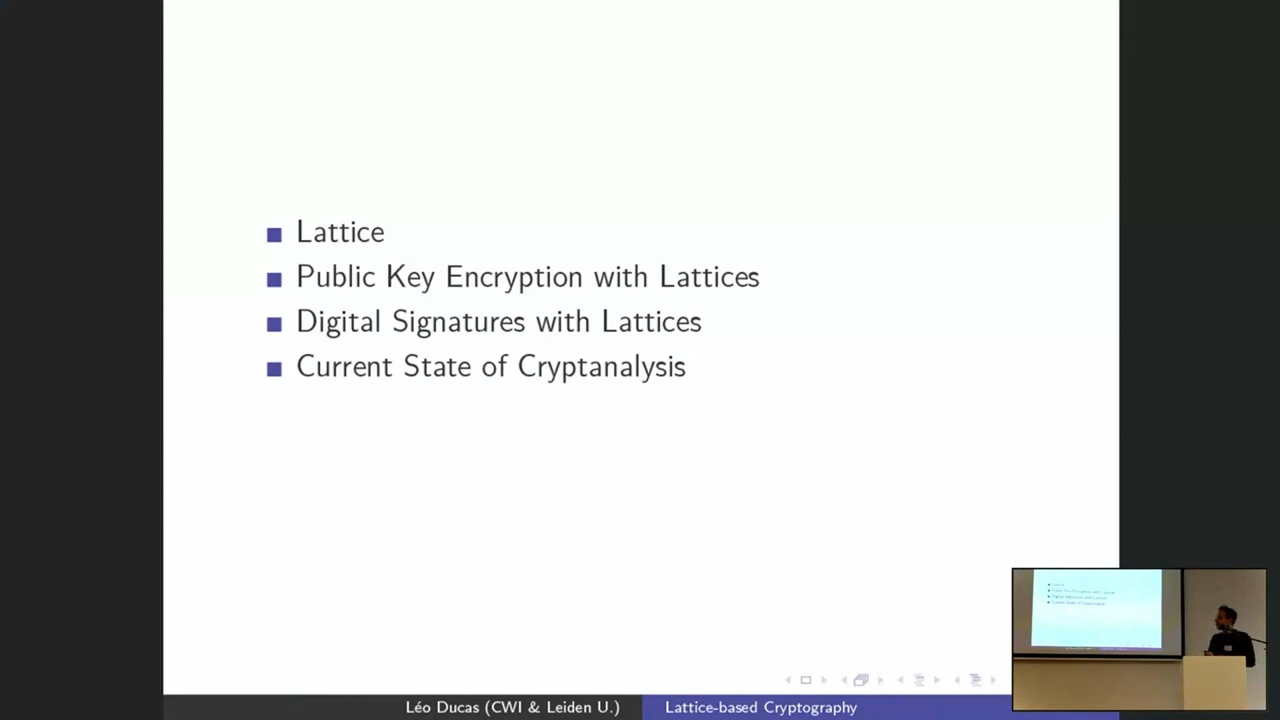 Lattice
Public Key Encryption with Lattices
Digital Signatures with Lattices
Current State of Cryptanalysis
Léo Ducas (CWI & Leiden U.)
Lattice-based Cryptography